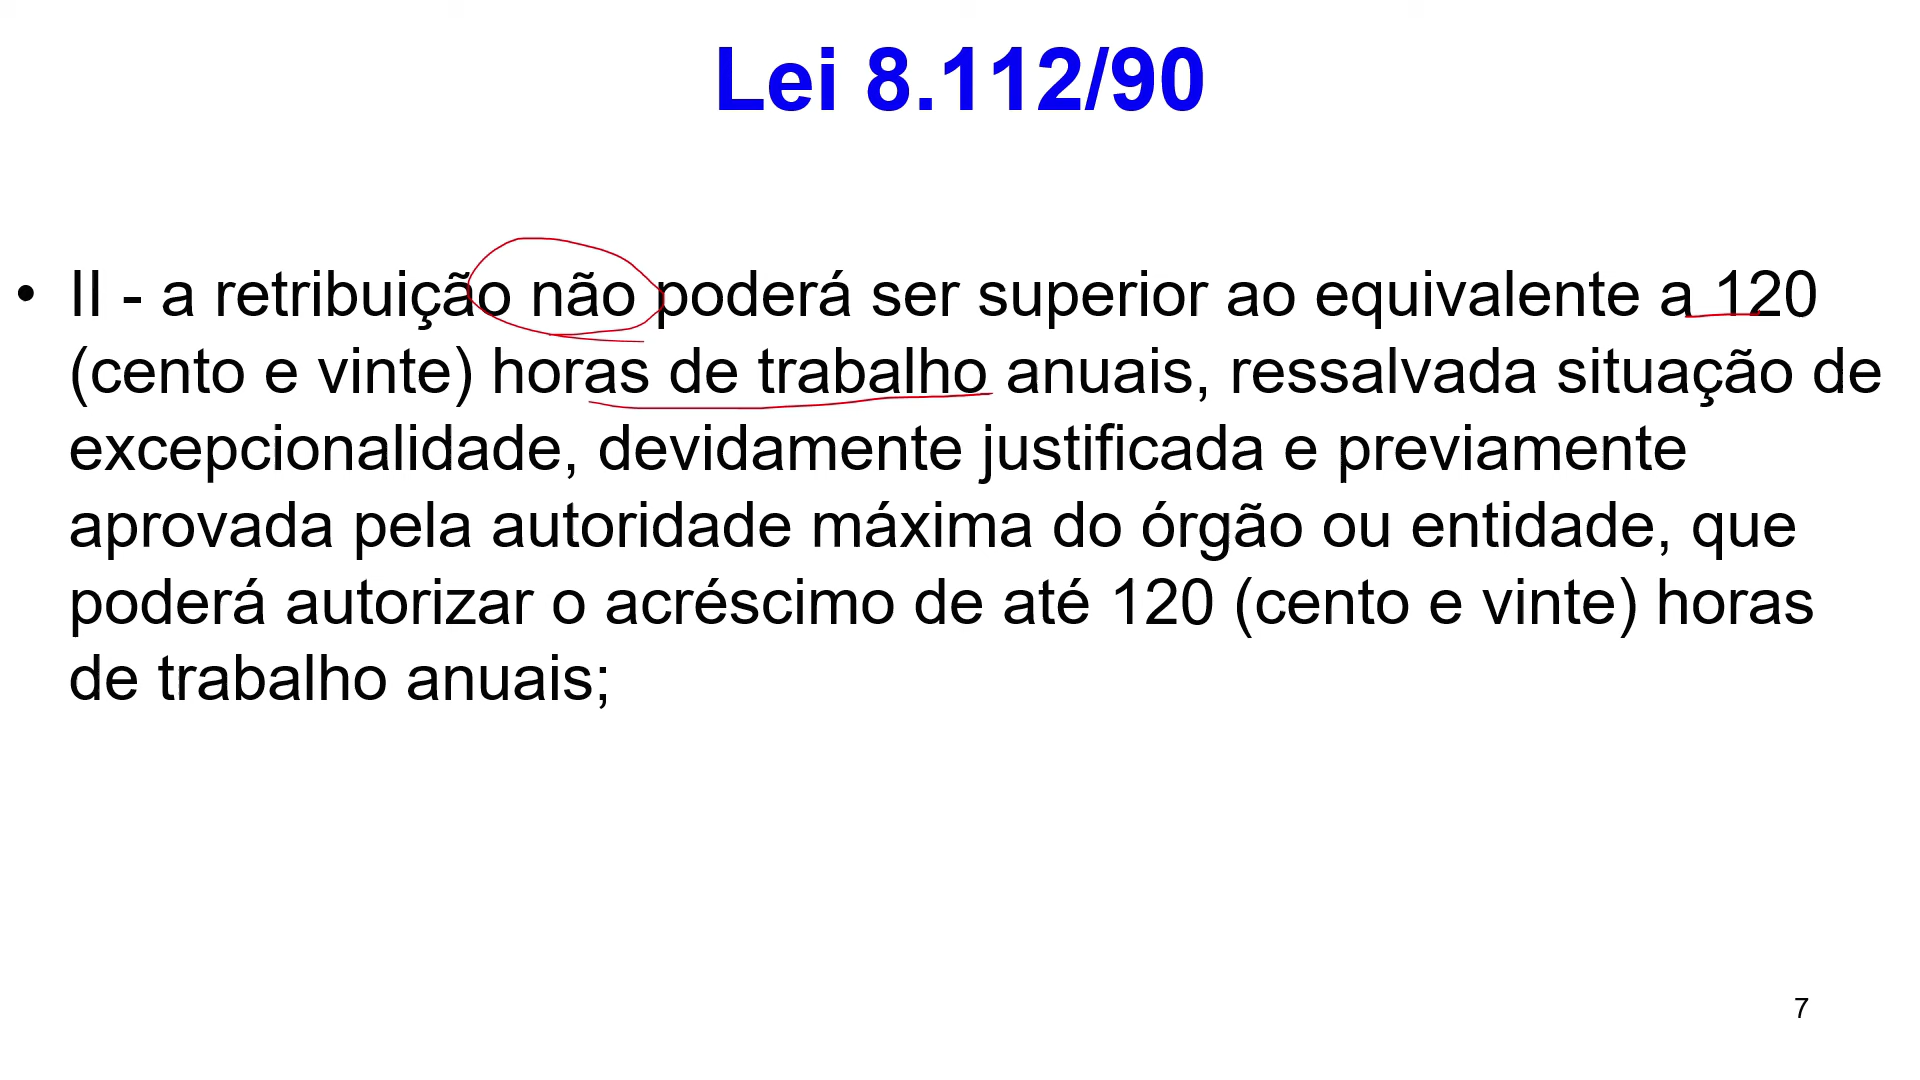 Lei 8.112/90
• II - a retribuição não poderá ser superior ao equivalente a 120
(cento e vinte) horas de trabalho anuais, ressalvada situação de
excepcionalidade, devidamente justificada e previamente
aprovada pela autoridade máxima do órgão ou entidade, que
poderá autorizar o acréscimo de até 120 (cento e vinte) horas
de trabalho anuais;
7